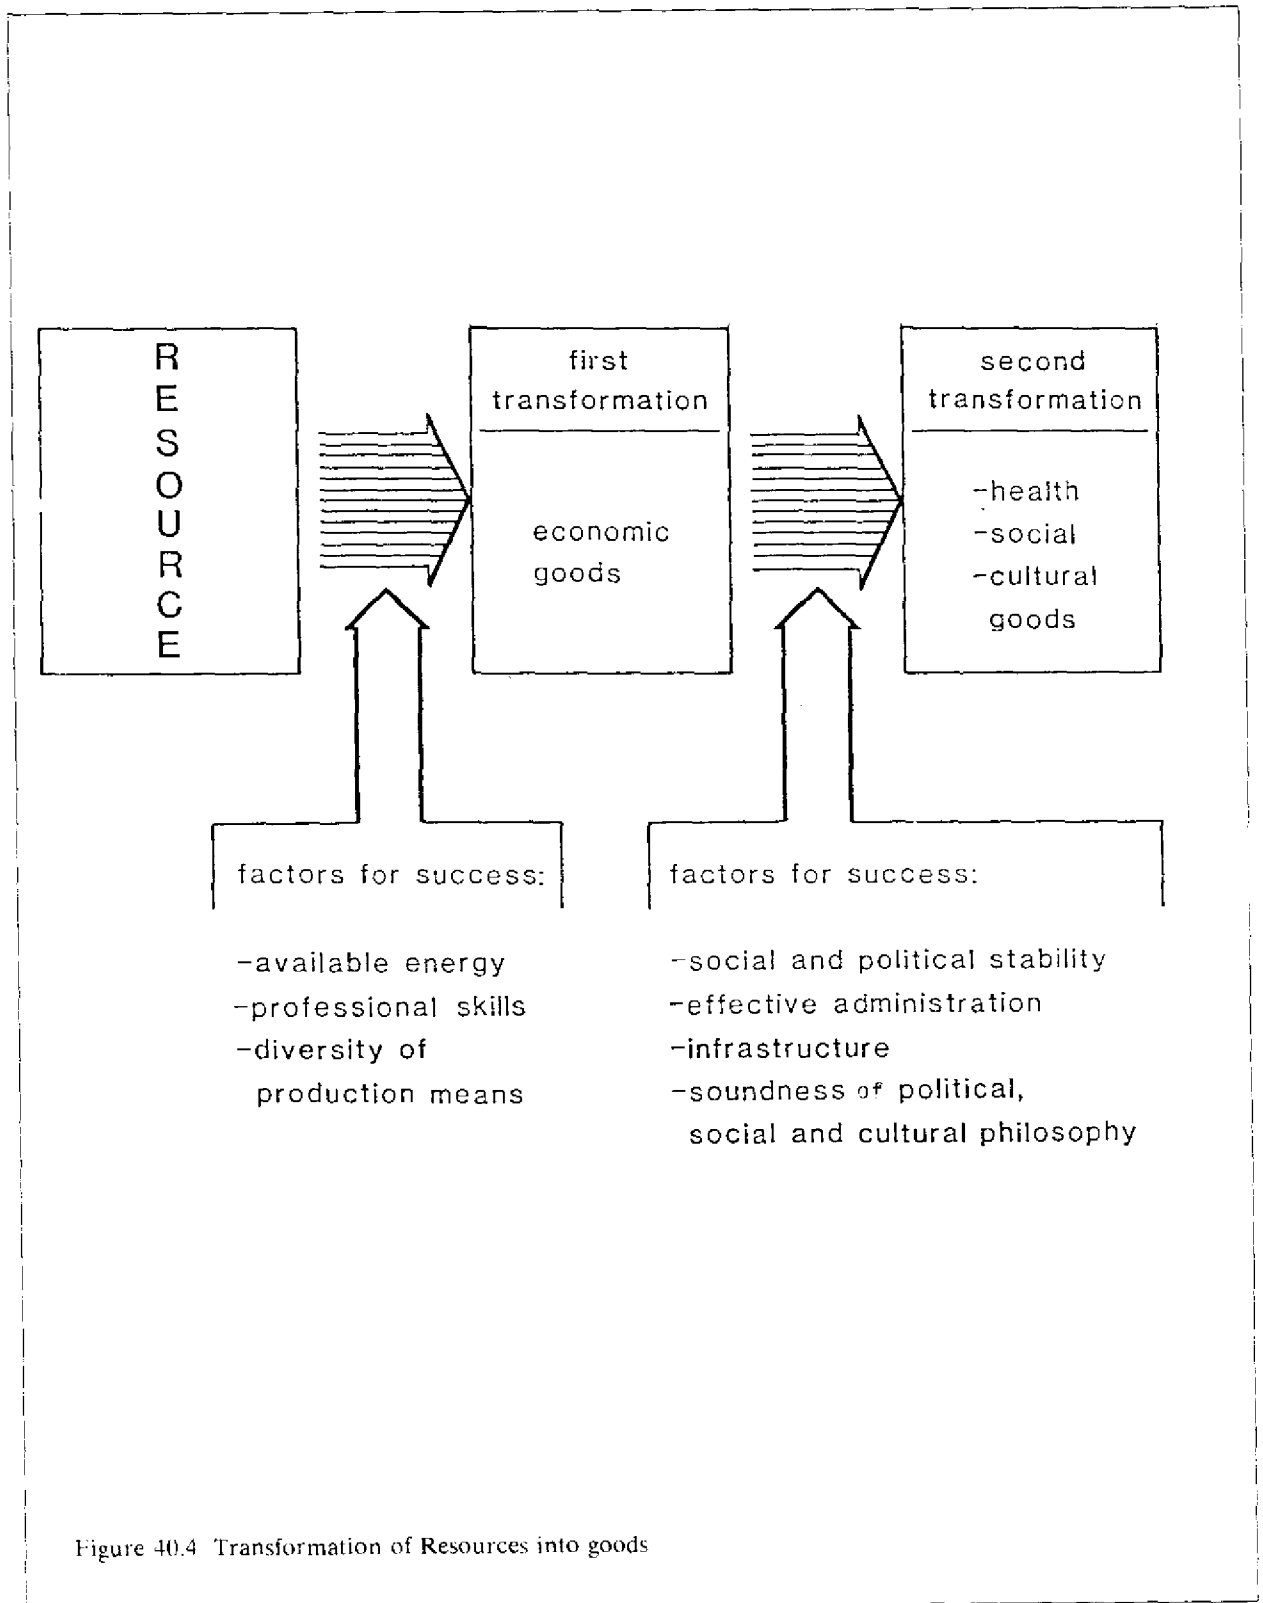 RESOURCE
first
transformation
economic
goods
second
transformation
-health
-social
-cultural
goods
factors for success:
-available energy
-professional skills
-diversity of
production means
factors for success:
-social and political stability
-effective administration
-infrastructure
-soundness of political,
social and cultural philosophy
Figure 40.4 Transformation of Resources into goods